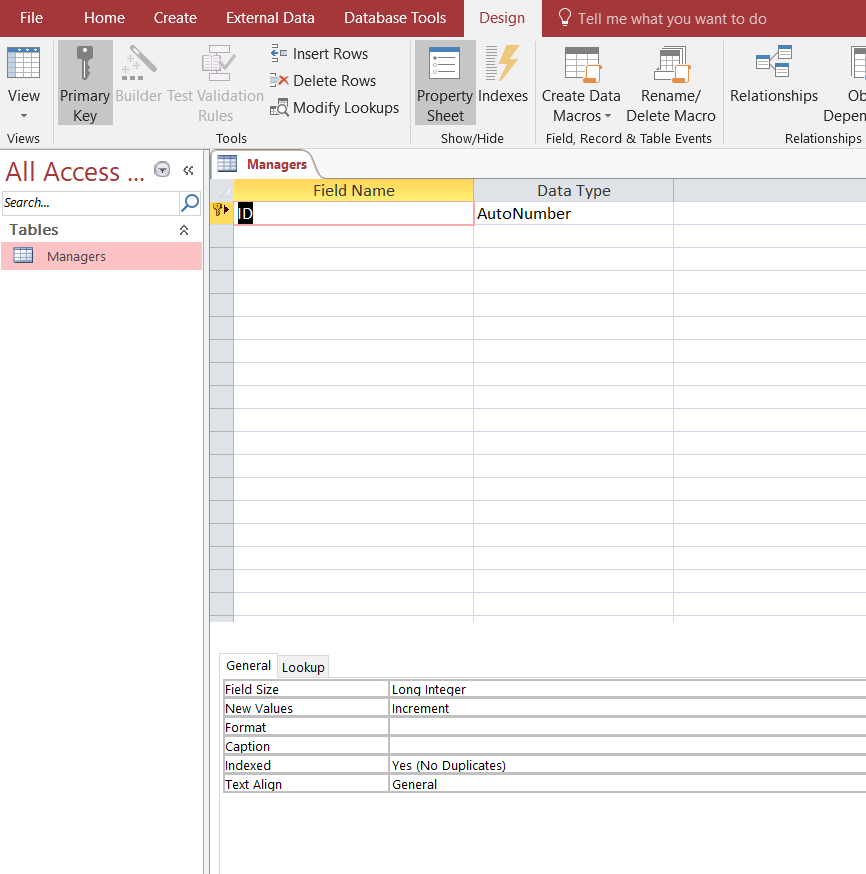 File Home Create External Data Database Tools Design Tell me what you want to do
View
Primary Key
Builder
Test Validation Rules
Insert Rows
Delete Rows
Modify Lookups
Property Sheet
Indexes
Create Data Macros
Rename/ Delete Macro
Relationships
Ob
Depen
Views Tools Show/Hide Field, Record & Table Events Relationships
All Access ...
Search...
Tables
Managers
Managers
Field Name Data Type
ID AutoNumber
General Lookup
Field Size Long Integer
New Values Increment
Format
Caption
Indexed Yes (No Duplicates)
Text Align General